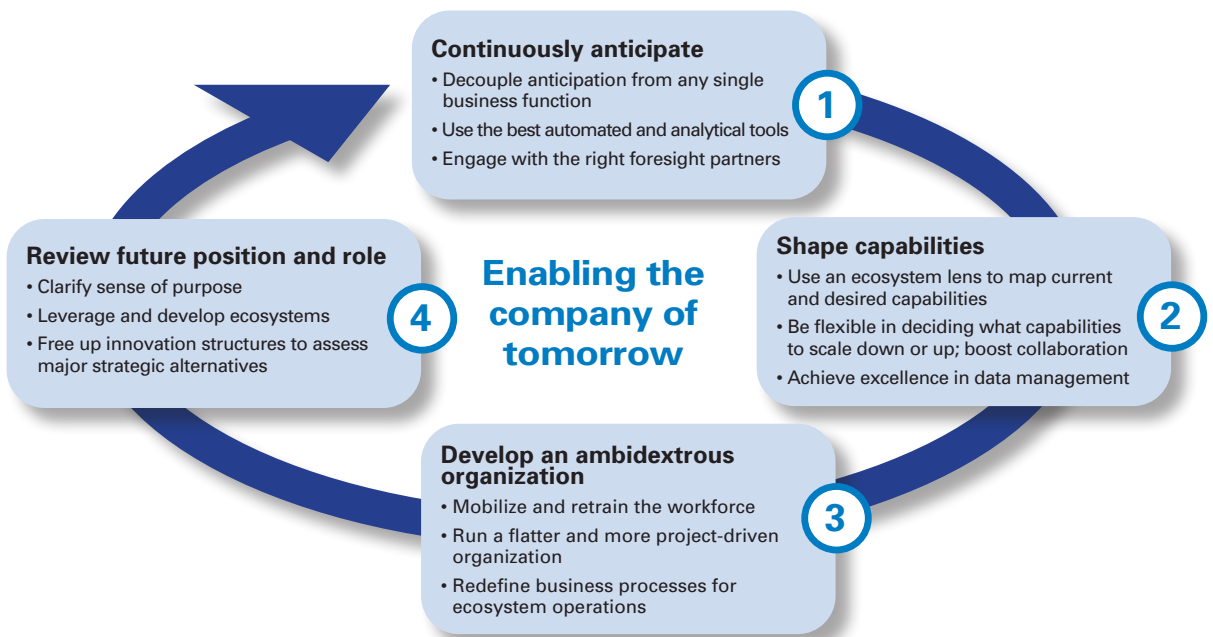 Continuously anticipate
• Decouple anticipation from any single
business function
• Use the best automated and analytical tools
• Engage with the right foresight partners
1
Shape capabilities
• Use an ecosystem lens to map current
and desired capabilities
• Be flexible in deciding what capabilities
to scale down or up; boost collaboration
• Achieve excellence in data management
2
Develop an ambidextrous
organization
• Mobilize and retrain the workforce
• Run a flatter and more project-driven
organization
• Redefine business processes for
ecosystem operations
3
Review future position and role
• Clarify sense of purpose
• Leverage and develop ecosystems
• Free up innovation structures to assess
major strategic alternatives
4
Enabling the
company of
tomorrow